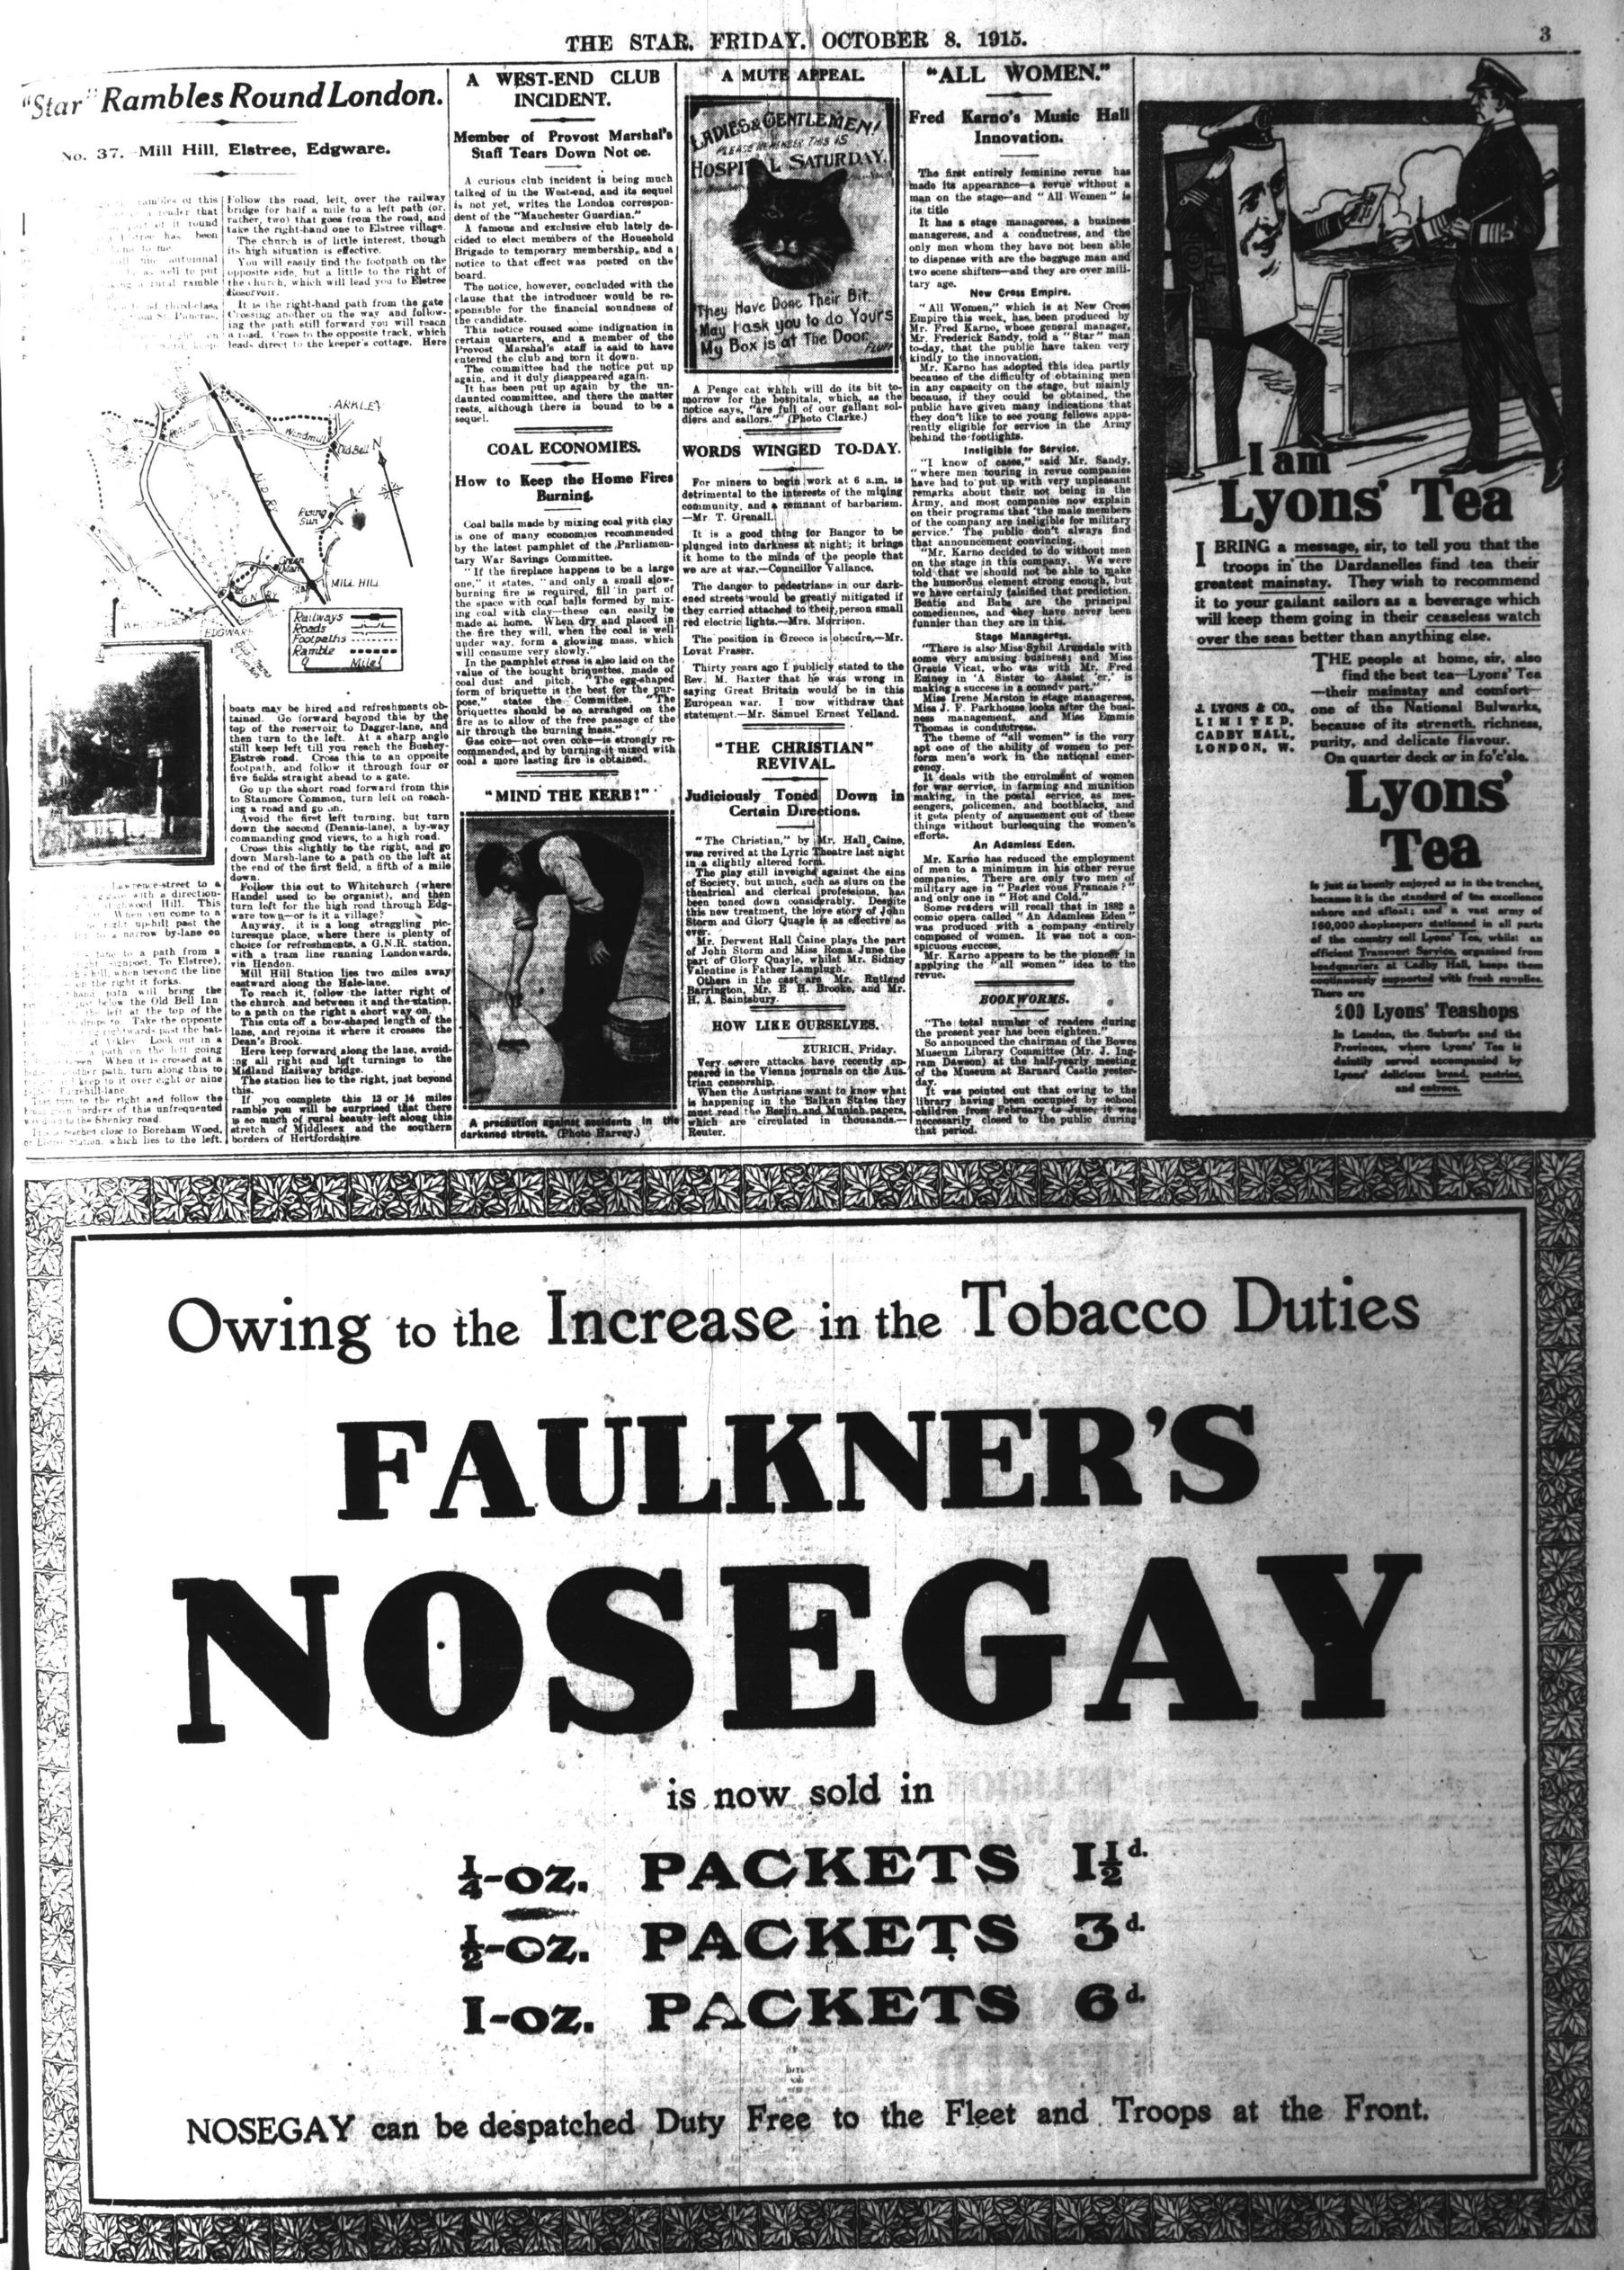 THE STAR, FRIDAY, OCTOBER 8, 1915.
3
"Star" Rambles Round London.
No. 37. Mill Hill, Elstree, Edgware.
Follow the road, left, over the railway
bridge for half a mile to a left path (or,
rather, two) that goes from the road, and
take the right-hand one to Elstree village.
The church is of little interest, though
its high situation is effective.
You will easily find the footpath on the
opposite side, but a little to the right of
the church, which will lead you to Elstree
Reservoir.
It is the right-hand path from the gate
Crossing another on the way and follow-
ing the path still forward you will reach
a road. Cross to the opposite track, which
leads direct to the keeper's cottage. Here
ARKLEY
Windmill
Old Bell
N
Rising
Sun
Green
Man
MILL HILL
EDGWARE
Railways
Roads
Footpaths
Ramble
0 Mile 1
boats may be hired and refreshments ob-
tained. Go forward beyond this by the
top of the reservoir to Dagger-lane, and
then turn to the left. At a sharp angle
still keep left till you reach the Bushey-
Elstree road. Cross this to an opposite
footpath, and follow it through four or
five fields straight ahead to a gate.
Go up the short road forward from this
to Stanmore Common, turn left on reach-
ing a road and go on.
Avoid the first left turning, but turn
down the second (Dennis-lane), a by-way
commanding good views, to a high road.
Cross this slightly to the right, and go
down Marsh-lane to a path on the left at
the end of the first field, a fifth of a mile
down.
Follow this out to Whitchurch (where
Handel used to be organist), and then
turn left for the high road through Edg-
ware town—or is it a village?
Anyway, it is a long straggling pic-
turesque place, where there is plenty of
choice for refreshments, a G.N.R. station,
with a tram line running Londonwards,
via Hendon.
Mill Hill Station lies two miles away
eastward along the Hale-lane.
To reach it, follow the latter right of
the church, and between it and the station,
to a path on the right a short way on.
This cuts off a bow-shaped length of the
lane, and rejoins it where it crosses the
Dean's Brook.
Here keep forward along the lane, avoid-
ing all right and left turnings to the
Midland Railway bridge.
The station lies to the right, just beyond
this.
If you complete this 13 or 14 miles
ramble you will be surprised that there
is so much of rural beauty left along this
stretch of Middlesex and the southern
borders of Hertfordshire.
A WEST-END CLUB
INCIDENT.
Member of Provost Marshal's
Staff Tears Down Notice.
A curious club incident is being much
talked of in the West-end, and its sequel
is not yet, writes the London correspon-
dent of the "Manchester Guardian."
A famous and exclusive club lately de-
cided to elect members of the Household
Brigade to temporary membership, and a
notice to that effect was posted on the
board.
The notice, however, concluded with the
clause that the introducer would be re-
sponsible for the financial soundness of
the candidate.
This notice roused some indignation in
certain quarters, and a member of the
Provost Marshal's staff is said to have
entered the club and torn it down.
The committee had the notice put up
again, and it duly disappeared again.
It has been put up again by the un-
daunted committee, and there the matter
rests, although there is bound to be a
sequel.
COAL ECONOMIES.
How to Keep the Home Fires
Burning.
Coal balls made by mixing coal with clay
is one of many economies recommended
by the latest pamphlet of the Parliamen-
tary War Savings Committee.
"If the fireplace happens to be a large
one," it states, "and only a small slow-
burning fire is required, fill in part of
the space with coal balls formed by mix-
ing coal with clay—these can easily be
made at home. When dry and placed in
the fire they will, when the coal is well
under way, form a glowing mass, which
will consume very slowly."
In the pamphlet stress is also laid on the
value of the bought briquettes, made of
coal dust and pitch. "The egg-shaped
form of briquette is the best for the pur-
pose," states the Committee. "The
briquettes should be so arranged on the
fire as to allow of the free passage of the
air through the burning mass."
Gas coke—not oven coke—is strongly re-
commended, and by burning it mixed with
coal a more lasting fire is obtained.
"MIND THE KERB!"
A precaution against accidents in the
darkened streets. (Photo Harvey.)
A MUTE APPEAL.
LADIES & GENTLEMEN!
PLEASE REMEMBER THIS IS
HOSPITAL SATURDAY.
They Have Done Their Bit.
May I ask you to do Yours
My Box is at The Door.
FLUFF
A Penge cat which will do its bit to-
morrow for the hospitals, which, as the
notice says, "are full of our gallant sol-
diers and sailors." (Photo Clarke.)
WORDS WINGED TO-DAY.
For miners to begin work at 6 a.m. is
detrimental to the interests of the mining
community, and a remnant of barbarism.
—Mr. T. Grenall.
It is a good thing for Bangor to be
plunged into darkness at night; it brings
it home to the minds of the people that
we are at war.—Councillor Vallance.
The danger to pedestrians in our dark-
ened streets would be greatly mitigated if
they carried attached to their person small
red electric lights.—Mrs. Morrison.
The position in Greece is obscure.—Mr.
Lovat Fraser.
Thirty years ago I publicly stated to the
Rev. M. Baxter that he was wrong in
saying Great Britain would be in this
European war. I now withdraw that
statement.—Mr. Samuel Ernest Yelland.
"THE CHRISTIAN"
REVIVAL.
Judiciously Toned Down in
Certain Directions.
"The Christian," by Mr. Hall Caine,
was revived at the Lyric Theatre last night
in a slightly altered form.
The play still inveighs against the sins
of Society, but much, such as slurs on the
theatrical and clerical professions, has
been toned down considerably. Despite
this new treatment, the love story of John
Storm and Glory Quayle is as effective as
ever.
Mr. Derwent Hall Caine plays the part
of John Storm and Miss Roma June the
part of Glory Quayle, whilst Mr. Sidney
Valentine is Father Lamplugh.
Others in the cast are Mr. Rutland
Barrington, Mr. E. H. Brooke, and Mr.
H. A. Saintsbury.
HOW LIKE OURSELVES.
ZURICH, Friday.
Very severe attacks have recently ap-
peared in the Vienna journals on the Aus-
trian censorship.
When the Austrians want to know what
is happening in the Balkan States they
must read the Berlin and Munich papers,
which are circulated in thousands.—
Reuter.
"ALL WOMEN."
Fred Karno's Music Hall
Innovation.
The first entirely feminine revue has
made its appearance—a revue without a
man on the stage—and "All Women" is
its title
It has a stage manageress, a business
manageress, and a conductress, and the
only men whom they have not been able
to dispense with are the baggage man and
two scene shifters—and they are over mili-
tary age.
New Cross Empire.
"All Women," which is at New Cross
Empire this week, has been produced by
Mr. Fred Karno, whose general manager,
Mr. Frederick Sandy, told a "Star" man
to-day, that the public have taken very
kindly to the innovation.
Mr. Karno has adopted this idea partly
because of the difficulty of obtaining men
in any capacity on the stage, but mainly
because, if they could be obtained, the
public have given many indications that
they don't like to see young fellows appa-
rently eligible for service in the Army
behind the footlights.
Ineligible for Service.
"I know of cases," said Mr. Sandy,
"where men touring in revue companies
have had to put up with very unpleasant
remarks about their not being in the
Army, and most companies now explain
on their programs that 'the male members
of the company are ineligible for military
service.' The public don't always find
that announcement convincing.
"Mr. Karno decided to do without men
on the stage in this company. We were
told that we should not be able to make
the humorous element strong enough, but
we have certainly falsified that prediction.
Beatie and Babs are the principal
comediennes, and they have never been
funnier than they are in this.
Stage Manageress.
"There is also Miss Sybil Arundale with
some very amusing business; and Miss
Gracie Vicat, who was with Mr. Fred
Emney in 'A Sister to Assist 'er,' is
making a success in a comedy part."
Miss Irene Marston is stage manageress,
Miss J. F. Parkhouse looks after the busi-
ness management, and Miss Emmie
Thomas is conductress.
The theme of "all women" is the very
apt one of the ability of women to per-
form men's work in the national emer-
gency.
It deals with the enrolment of women
for war service, in farming and munition
making, in the postal service, as mes-
sengers, policemen, and bootblacks, and
it gets plenty of amusement out of these
things without burlesquing the women's
efforts.
An Adamless Eden.
Mr. Karno has reduced the employment
of men to a minimum in his other revue
companies. There are only two men of
military age in "Parlez vous Francais?"
and only one in "Hot and Cold."
Some readers will recall that in 1882 a
comic opera called "An Adamless Eden"
was produced with a company entirely
composed of women. It was not a con-
spicuous success.
Mr. Karno appears to be the pioneer in
applying the "all women" idea to the
revue.
BOOKWORMS.
"The total number of readers during
the present year has been eighteen."
So announced the chairman of the Bowes
Museum Library Committee (Mr. J. Ing-
ram Dawson) at the half-yearly meeting
of the Museum at Barnard Castle yester-
day.
It was pointed out that owing to the
library having been occupied by school
children from February to June, it was
necessarily closed to the public during
that period.
I am
Lyons' Tea
I BRING a message, sir, to tell you that the
troops in the Dardanelles find tea their
greatest mainstay. They wish to recommend
it to your gallant sailors as a beverage which
will keep them going in their ceaseless watch
over the seas better than anything else.
THE people at home, sir, also
find the best tea—Lyons' Tea
—their mainstay and comfort—
one of the National Bulwarks,
because of its strength, richness,
purity, and delicate flavour.
On quarter deck or in fo'c'sle.
J. LYONS & CO.,
LIMITED,
CADBY HALL,
LONDON, W.
Lyons'
Tea
is just as keenly enjoyed as in the trenches,
because it is the standard of tea excellence
ashore and afloat; and a vast army of
160,000 shopkeepers stationed in all parts
of the country sell Lyons' Tea, whilst an
efficient Transport Service, organised from
headquarters at Cadby Hall, keeps them
continuously supported with fresh supplies.
There are
200 Lyons' Teashops
In London, the Suburbs and the
Provinces, where Lyons' Tea is
daintily served accompanied by
Lyons' delicious bread, pastries,
and entrees.
Owing to the Increase in the Tobacco Duties
FAULKNER'S
NOSEGAY
is now sold in
¼-oz. PACKETS 1½d.
½-oz. PACKETS 3d.
1-oz. PACKETS 6d.
NOSEGAY can be despatched Duty Free to the Fleet and Troops at the Front.